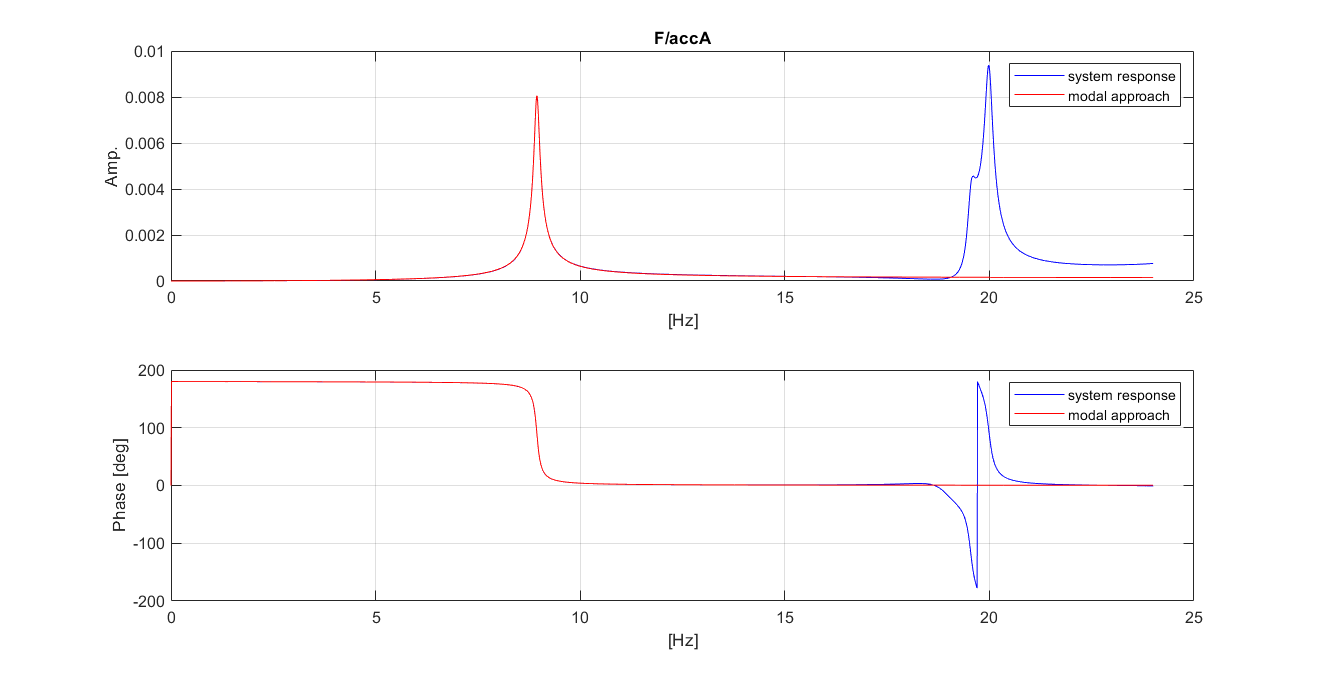 F/accA
0.01
0.008
0.006
0.004
0.002
0
Amp.
system response
modal approach
0 5 10 15 20 25
[Hz]
200
100
0
-100
-200
Phase [deg]
system response
modal approach
0 5 10 15 20 25
[Hz]